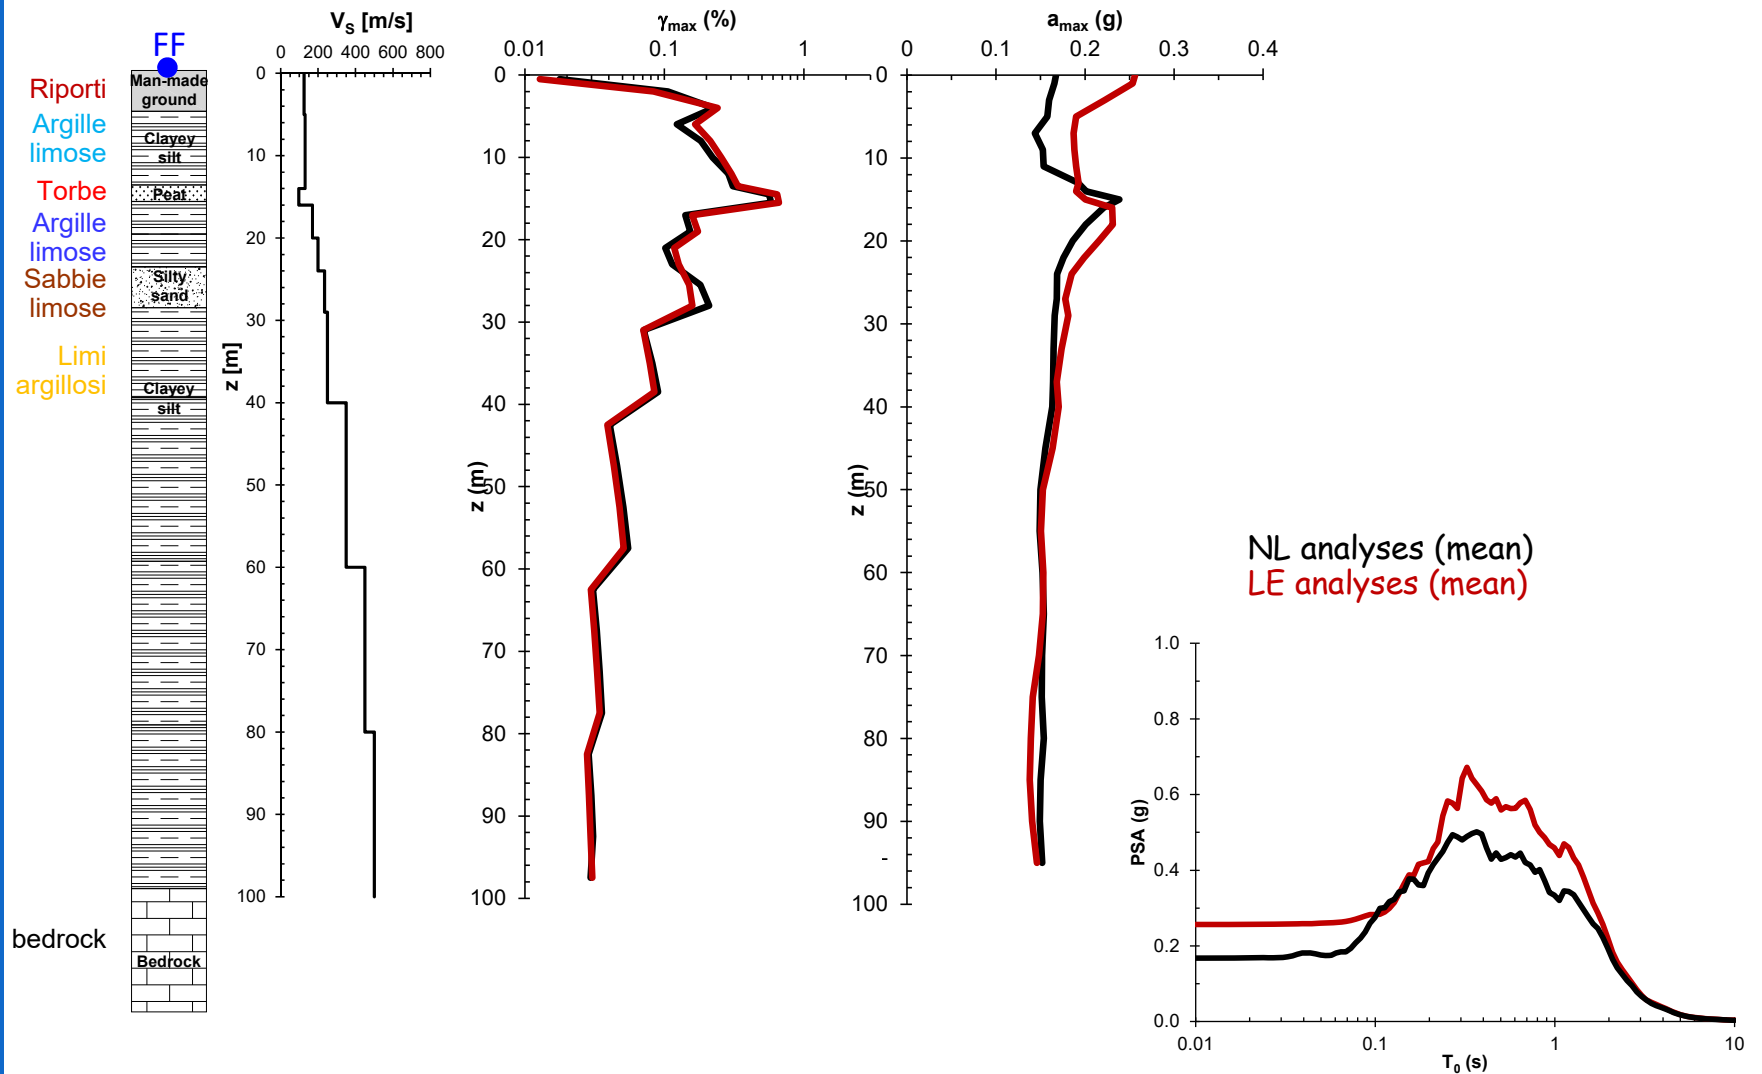 V_S [m/s]
0 200 400 600 800
γ_max (%)
0.01 0.1 1
a_max (g)
0 0.1 0.2 0.3 0.4
FF
Riporti
Argille
limose
Torbe
Argille
limose
Sabbie
limose
Limi
argillosi
bedrock
Man-made
ground
Clayey
silt
Peat
Silty
sand
Clayey
silt
Bedrock
z [m]
0
10
20
30
40
50
60
70
80
90
100
z (m)
0
10
20
30
40
50
60
70
80
90
100
z (m)
0
10
20
30
40
50
60
70
80
90
-
100
NL analyses (mean)
LE analyses (mean)
PSA (g)
1.0
0.8
0.6
0.4
0.2
0.0
0.01 0.1 1 10
T_0 (s)